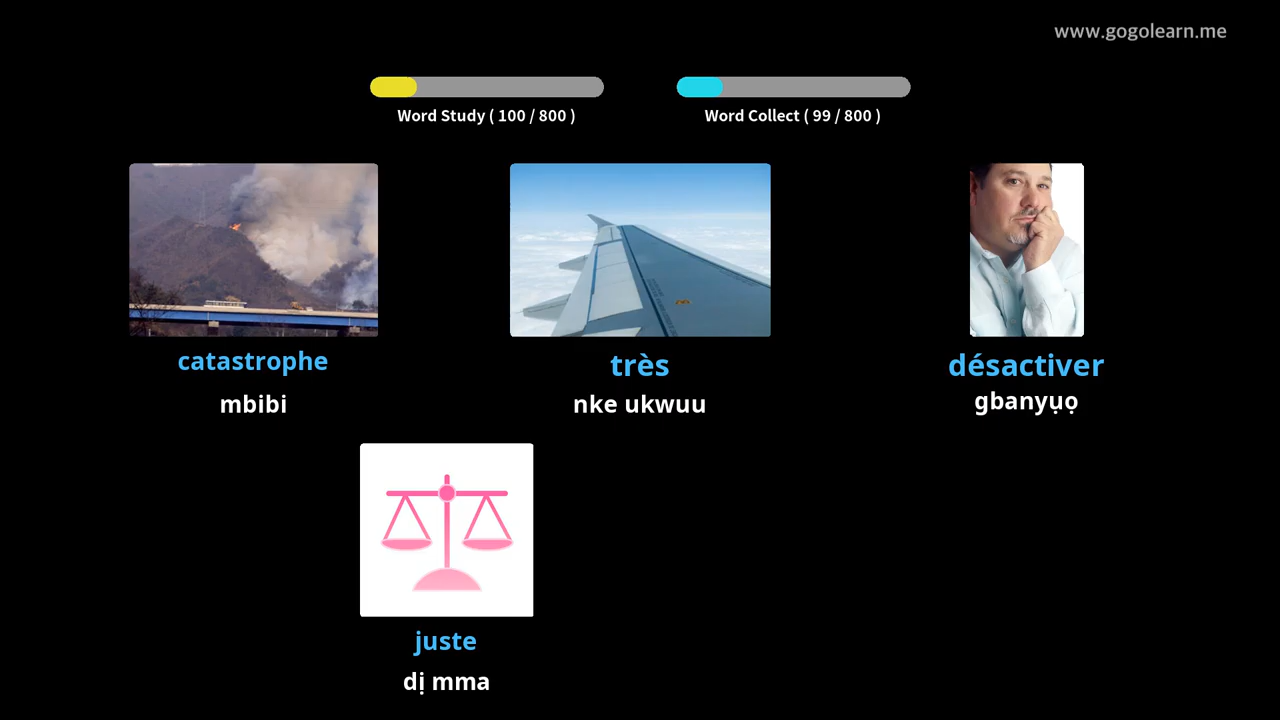 www.gogolearn.me
Word Study ( 100 / 800 )
Word Collect ( 99 / 800 )
catastrophe
mbibi
très
nke ukwuu
désactiver
gbanyụọ
juste
dị mma